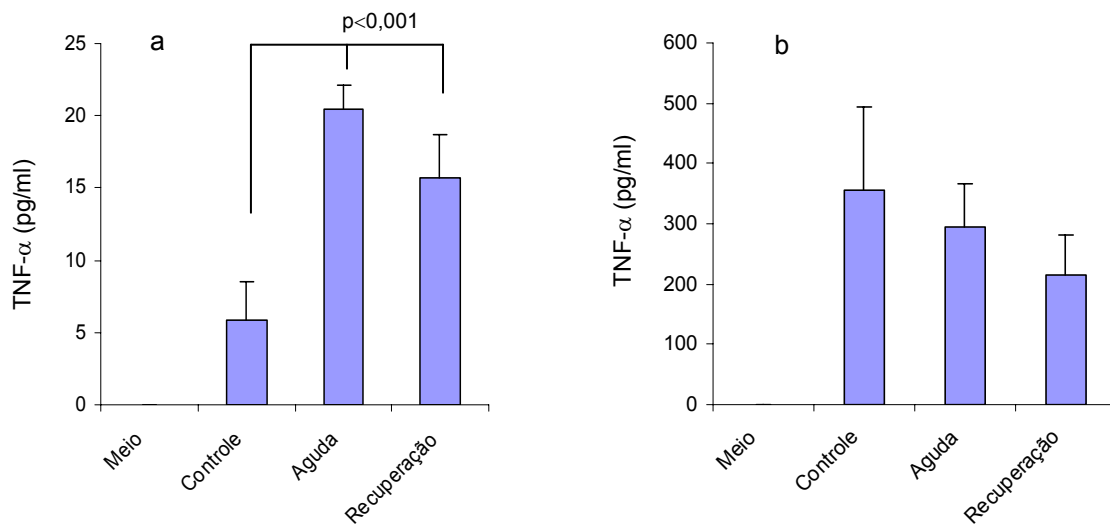 a
p<0,001
TNF-α (pg/ml)
25
20
15
10
5
0
Meio
Controle
Aguda
Recuperação
b
TNF-α (pg/ml)
600
500
400
300
200
100
0
Meio
Controle
Aguda
Recuperação